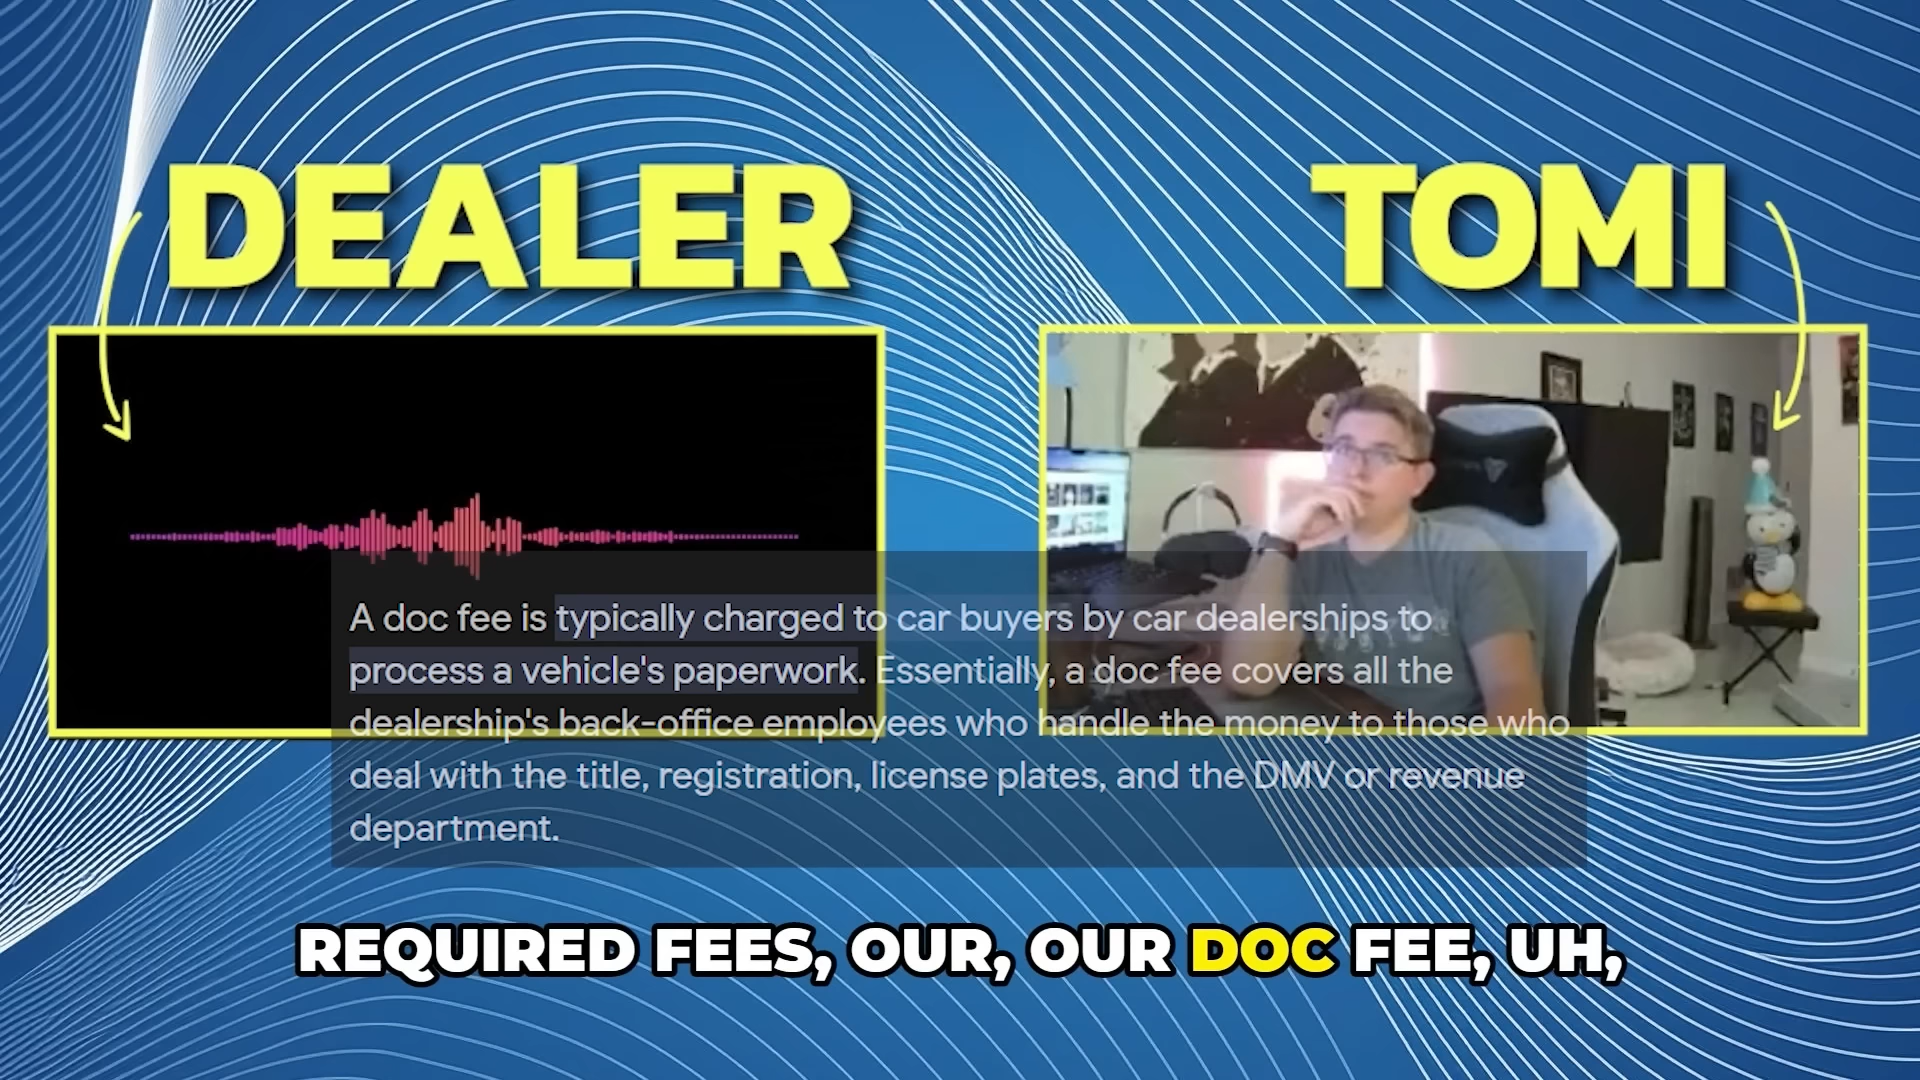 DEALER
TOMI
A doc fee is typically charged to car buyers by car dealerships to
process a vehicle's paperwork. Essentially, a doc fee covers all the
dealership's back-office employees who handle the money to those who
deal with the title, registration, license plates, and the DMV or revenue
department.
REQUIRED FEES, OUR, OUR DOC FEE, UH,